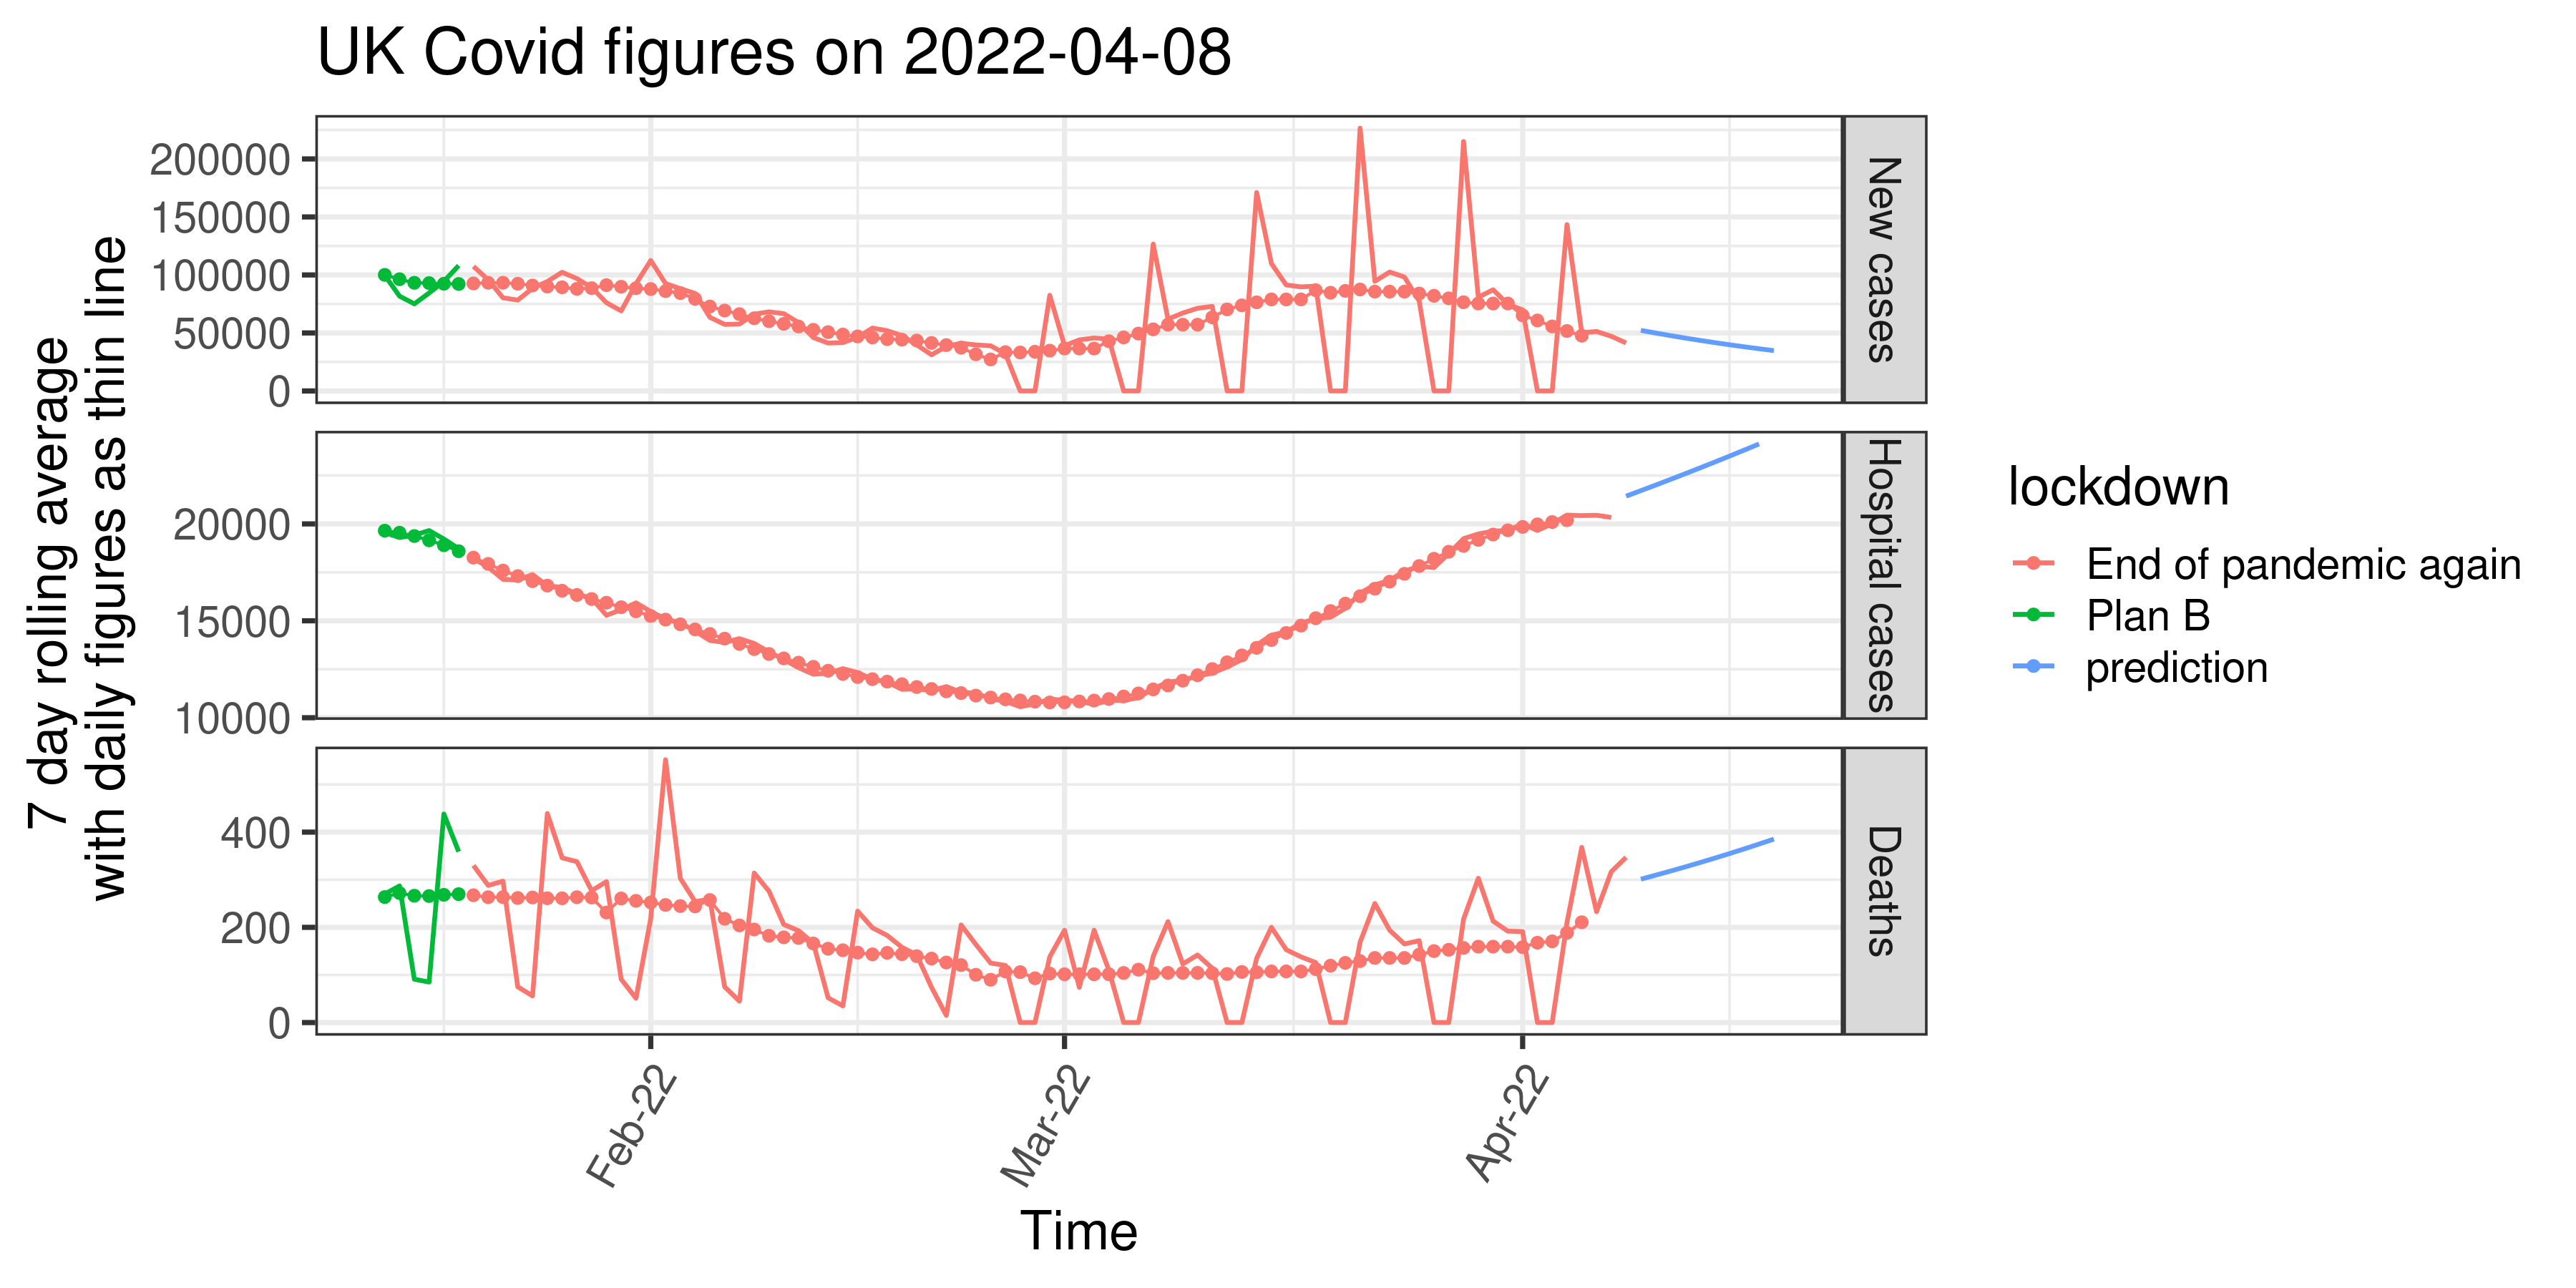 UK Covid figures on 2022-04-08
7 day rolling average
with daily figures as thin line
200000
150000
100000
50000
0
New cases
20000
15000
10000
Hospital cases
400
200
0
Deaths
Feb-22
Mar-22
Apr-22
Time
lockdown
End of pandemic again
Plan B
prediction